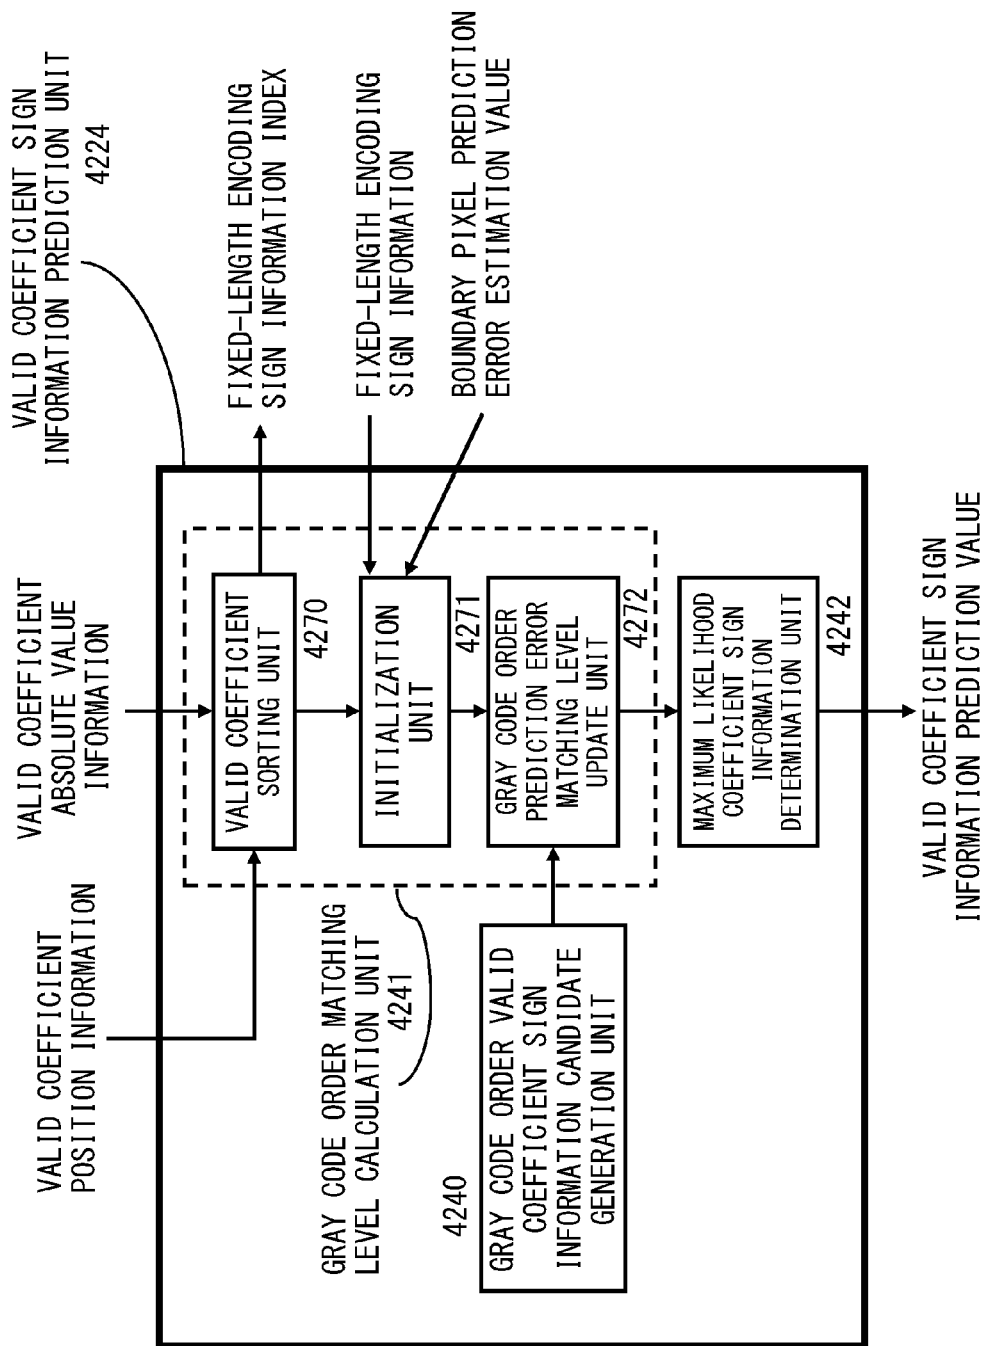 VALID COEFFICIENT SIGN
INFORMATION PREDICTION UNIT
4224
VALID COEFFICIENT
POSITION INFORMATION
VALID COEFFICIENT
ABSOLUTE VALUE
INFORMATION
FIXED-LENGTH ENCODING
SIGN INFORMATION INDEX
FIXED-LENGTH ENCODING
SIGN INFORMATION
BOUNDARY PIXEL PREDICTION
ERROR ESTIMATION VALUE
VALID COEFFICIENT
SORTING UNIT
4270
INITIALIZATION
UNIT
4271
GRAY CODE ORDER
PREDICTION ERROR
MATCHING LEVEL
UPDATE UNIT
4272
GRAY CODE ORDER MATCHING
LEVEL CALCULATION UNIT
4241
4240
GRAY CODE ORDER VALID
COEFFICIENT SIGN
INFORMATION CANDIDATE
GENERATION UNIT
MAXIMUM LIKELIHOOD
COEFFICIENT SIGN
INFORMATION
DETERMINATION UNIT
4242
VALID COEFFICIENT SIGN
INFORMATION PREDICTION VALUE